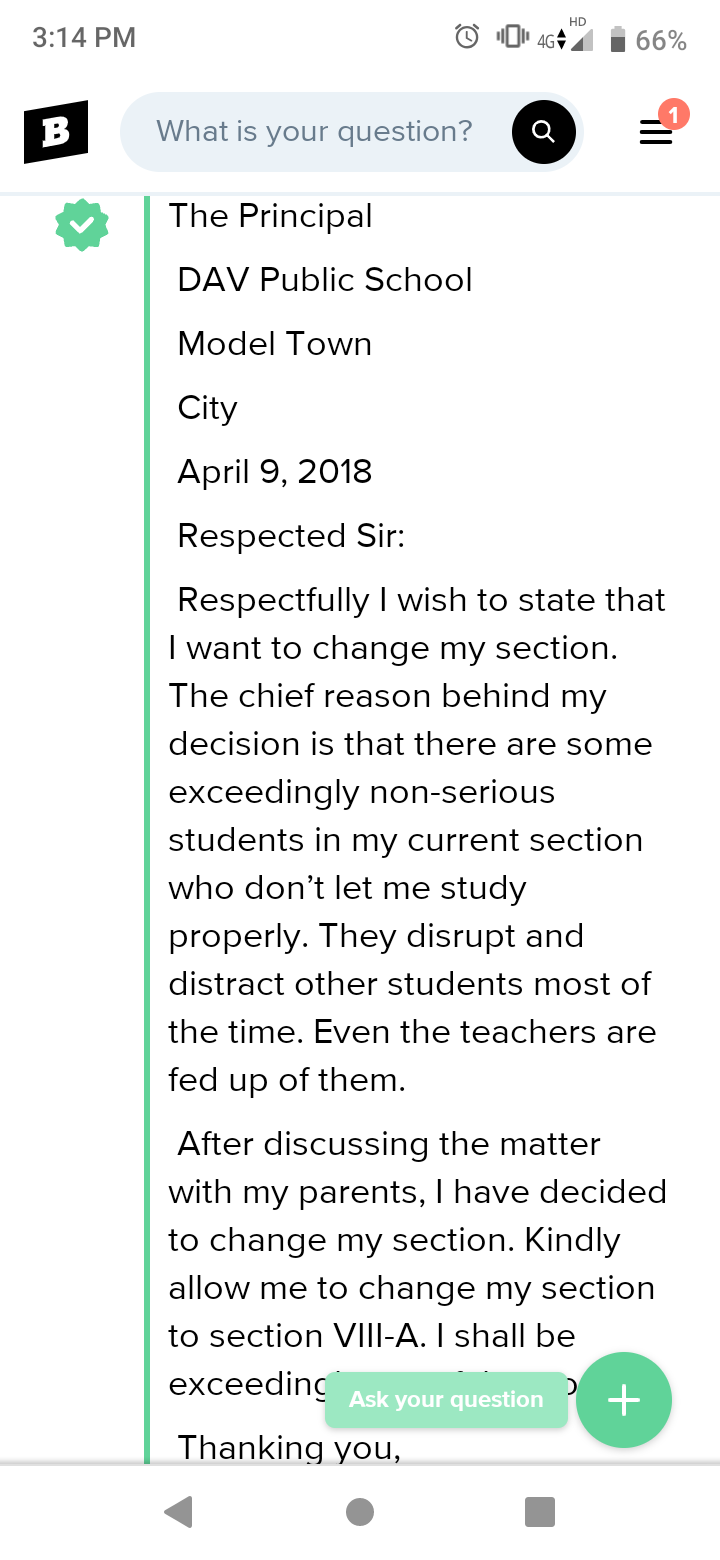 3:14 PM
HD
4G
66%
B
What is your question?
1
The Principal
DAV Public School
Model Town
City
April 9, 2018
Respected Sir:
Respectfully I wish to state that
I want to change my section.
The chief reason behind my
decision is that there are some
exceedingly non-serious
students in my current section
who don’t let me study
properly. They disrupt and
distract other students most of
the time. Even the teachers are
fed up of them.
After discussing the matter
with my parents, I have decided
to change my section. Kindly
allow me to change my section
to section VIII-A. I shall be
Ask your question
Thanking you,